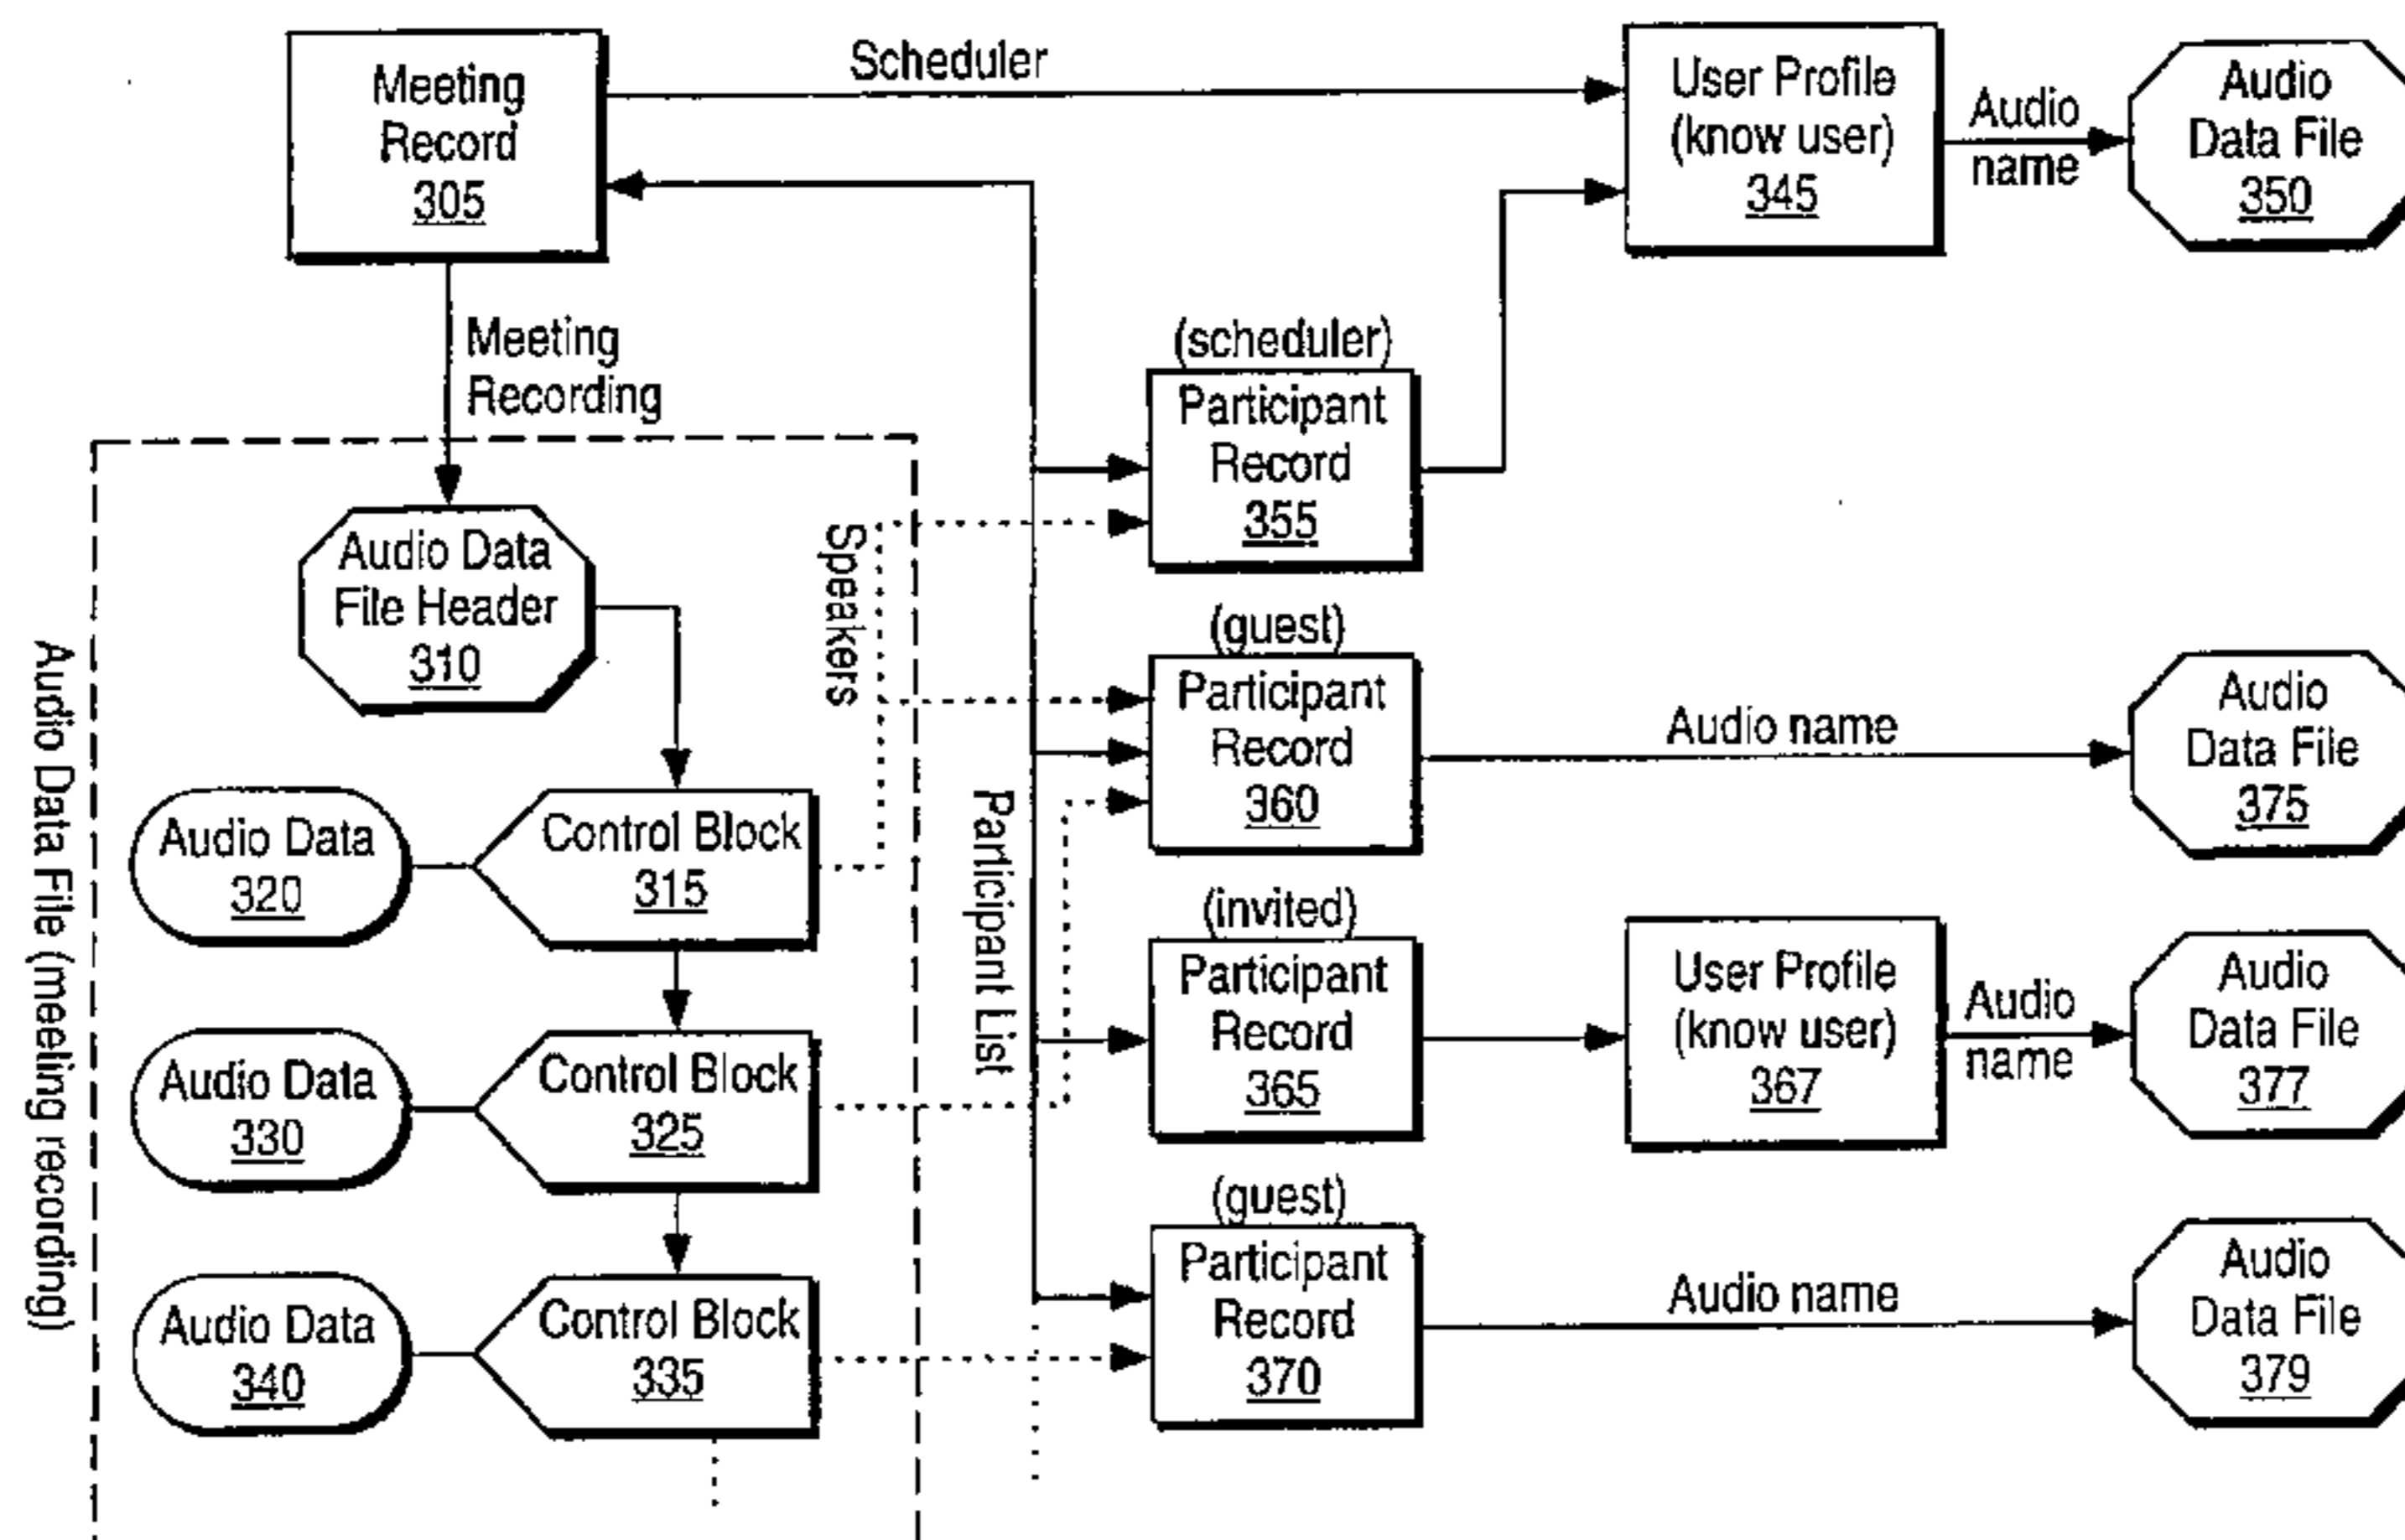 Meeting
Record
305
Scheduler
User Profile
(know user)
345
Audio
name
Audio
Data File
350
Meeting
Recording
(scheduler)
Participant
Record
355
Audio Data
File Header
310
Speakers
(guest)
Participant
Record
360
Audio name
Audio
Data File
375
Audio Data File (meeting recording)
Audio Data
320
Control Block
315
Participant List
(invited)
Participant
Record
365
User Profile
(know user)
367
Audio
name
Audio
Data File
377
Audio Data
330
Control Block
325
(guest)
Participant
Record
370
Audio name
Audio
Data File
379
Audio Data
340
Control Block
335